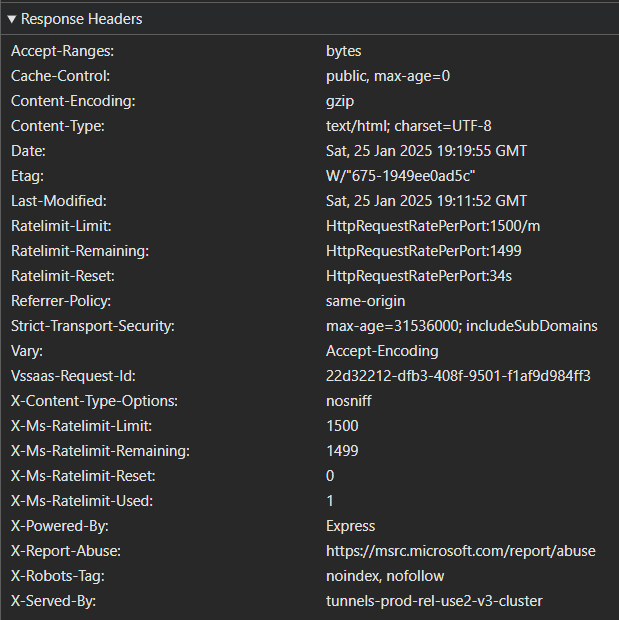 ▼ Response Headers
Accept-Ranges: bytes
Cache-Control: public, max-age=0
Content-Encoding: gzip
Content-Type: text/html; charset=UTF-8
Date: Sat, 25 Jan 2025 19:19:55 GMT
Etag: W/"675-1949ee0ad5c"
Last-Modified: Sat, 25 Jan 2025 19:11:52 GMT
Ratelimit-Limit: HttpRequestRatePerPort:1500/m
Ratelimit-Remaining: HttpRequestRatePerPort:1499
Ratelimit-Reset: HttpRequestRatePerPort:34s
Referrer-Policy: same-origin
Strict-Transport-Security: max-age=31536000; includeSubDomains
Vary: Accept-Encoding
Vssaas-Request-Id: 22d32212-dfb3-408f-9501-f1af9d984ff3
X-Content-Type-Options: nosniff
X-Ms-Ratelimit-Limit: 1500
X-Ms-Ratelimit-Remaining: 1499
X-Ms-Ratelimit-Reset: 0
X-Ms-Ratelimit-Used: 1
X-Powered-By: Express
X-Report-Abuse: https://msrc.microsoft.com/report/abuse
X-Robots-Tag: noindex, nofollow
X-Served-By: tunnels-prod-rel-use2-v3-cluster